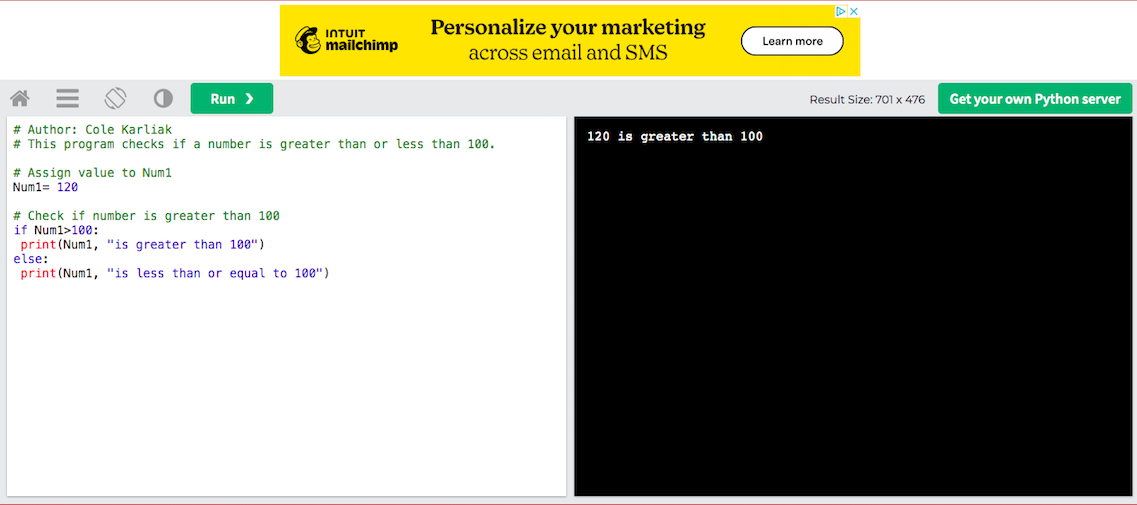 INTUIT
mailchimp
Personalize your marketing
across email and SMS
Learn more
Run ❯
Result Size: 701 x 476
Get your own Python server
# Author: Cole Karliak
# This program checks if a number is greater than or less than 100.
# Assign value to Num1
Num1= 120
# Check if number is greater than 100
if Num1>100:
 print(Num1, "is greater than 100")
else:
 print(Num1, "is less than or equal to 100")
120 is greater than 100